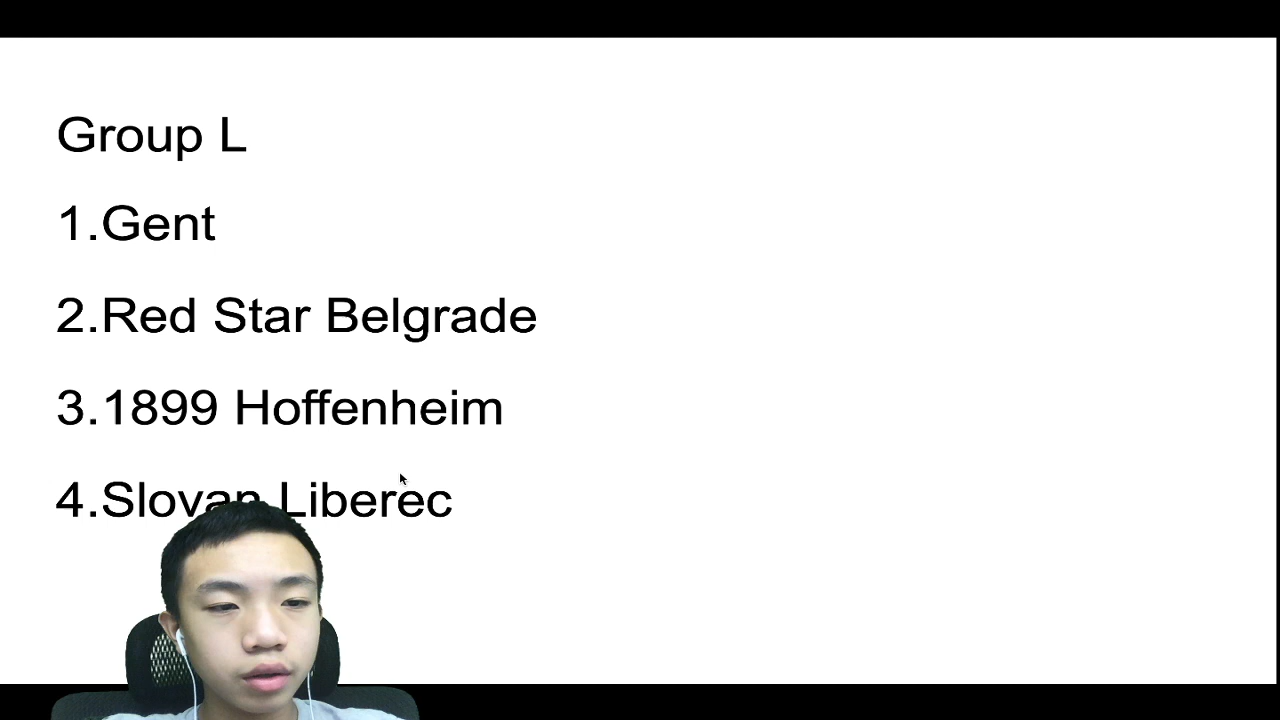 Group L
1.Gent
2.Red Star Belgrade
3.1899 Hoffenheim
4.Slovan Liberec